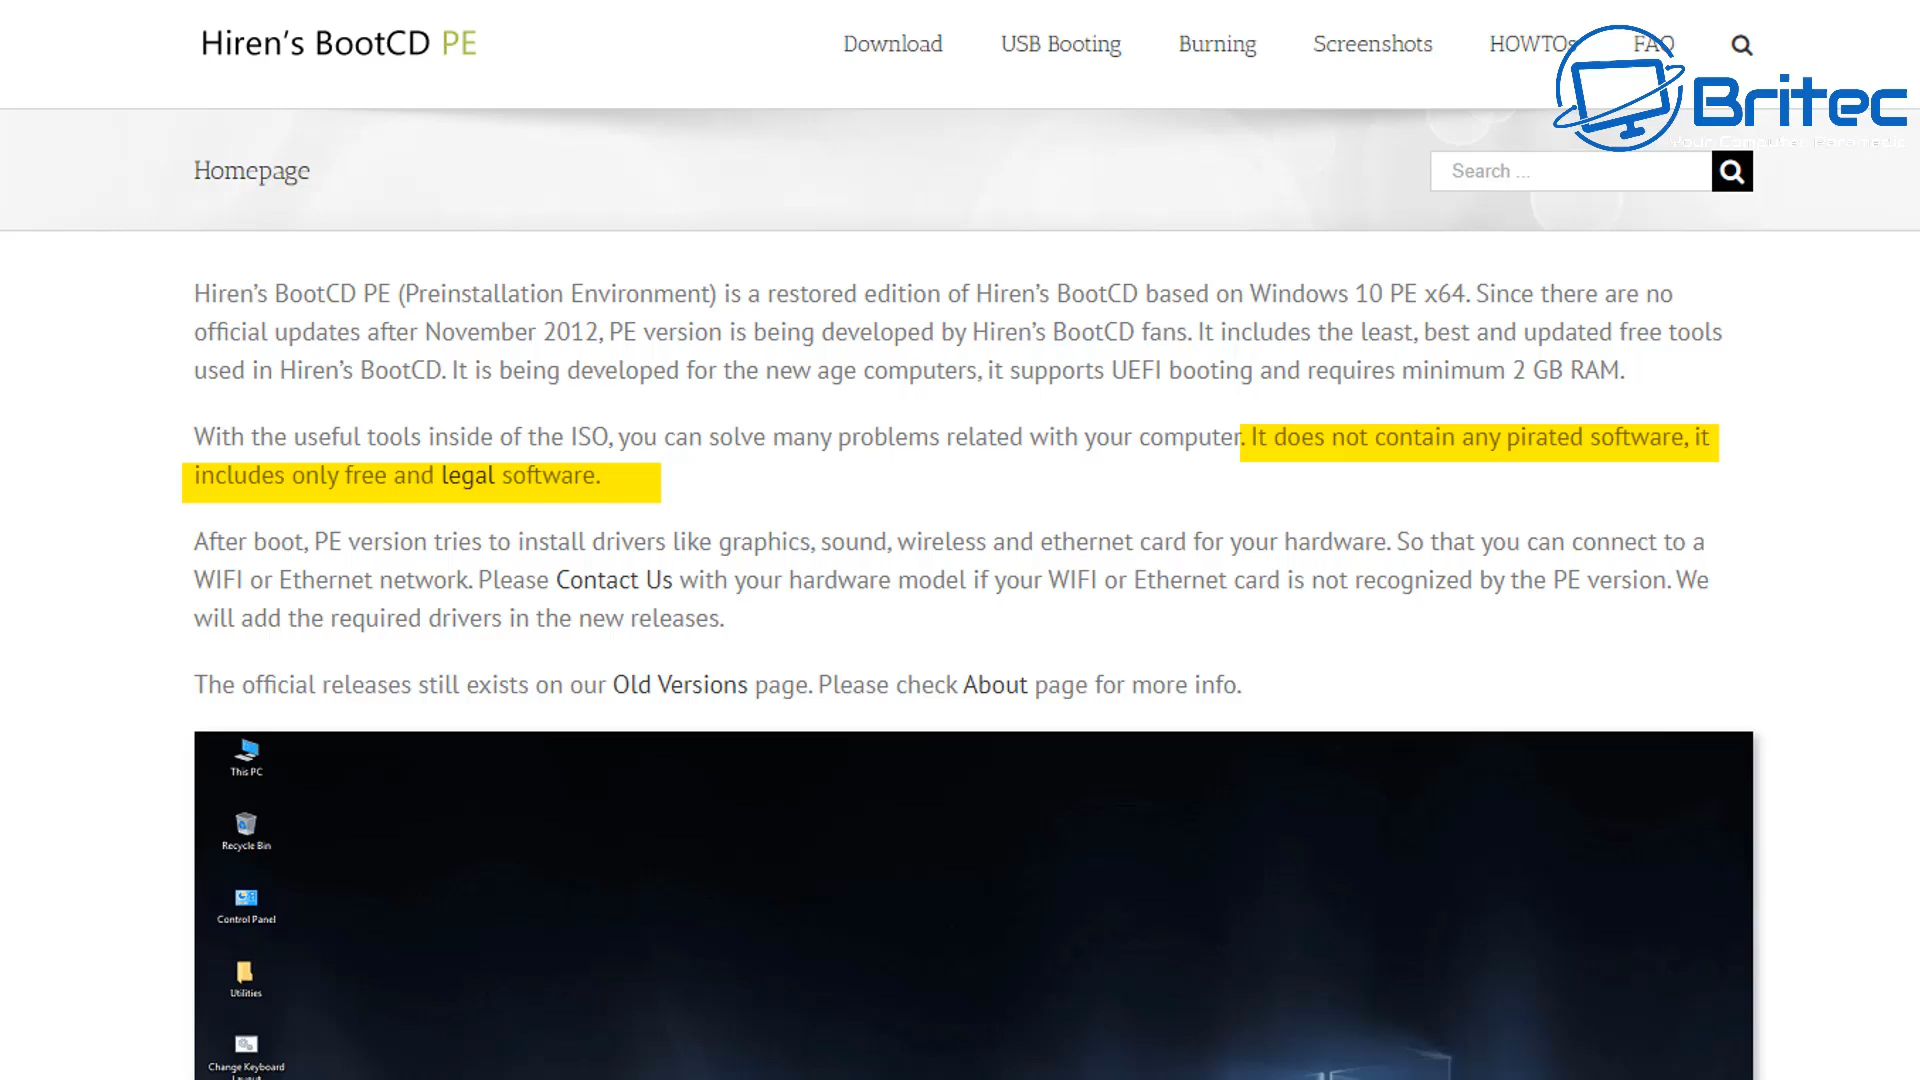 Hiren's BootCD PE
Download USB Booting Burning Screenshots HOWTOs FAQ
Britec
Your Computer Paramedic
Homepage
Search ...
Hiren's BootCD PE (Preinstallation Environment) is a restored edition of Hiren's BootCD based on Windows 10 PE x64. Since there are no
official updates after November 2012, PE version is being developed by Hiren's BootCD fans. It includes the least, best and updated free tools
used in Hiren's BootCD. It is being developed for the new age computers, it supports UEFI booting and requires minimum 2 GB RAM.
With the useful tools inside of the ISO, you can solve many problems related with your computer. It does not contain any pirated software, it
includes only free and legal software.
After boot, PE version tries to install drivers like graphics, sound, wireless and ethernet card for your hardware. So that you can connect to a
WIFI or Ethernet network. Please Contact Us with your hardware model if your WIFI or Ethernet card is not recognized by the PE version. We
will add the required drivers in the new releases.
The official releases still exists on our Old Versions page. Please check About page for more info.
This PC
Recycle Bin
Control Panel
Utilities
Change Keyboard
Layout